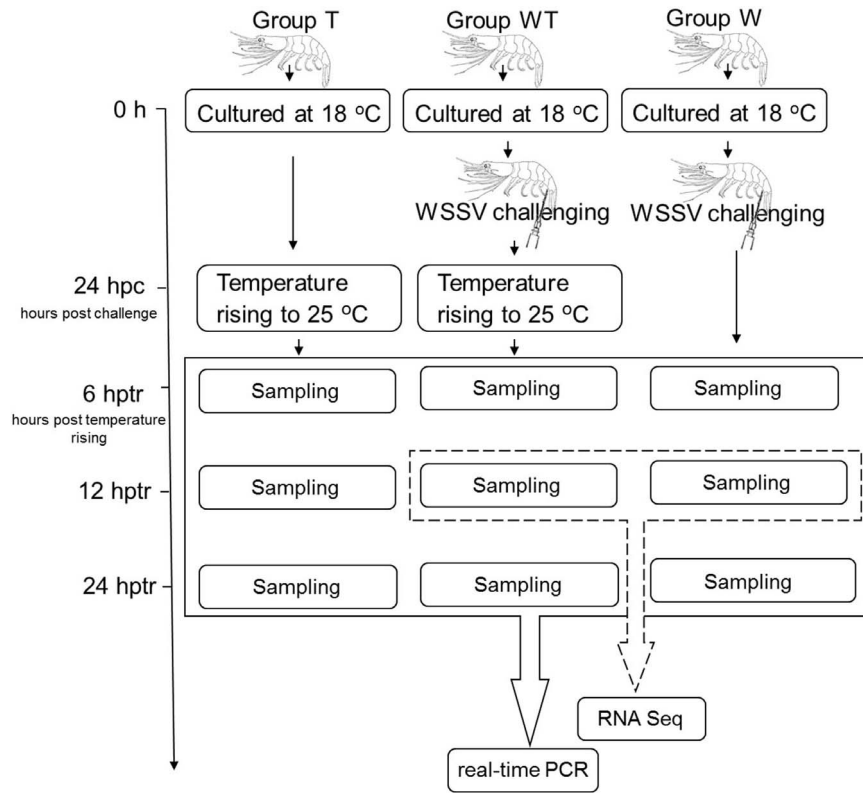 Group T
Group WT
Group W
0 h
Cultured at 18 °C
Cultured at 18 °C
Cultured at 18 °C
WSSV challenging
WSSV challenging
24 hpc
hours post challenge
Temperature
rising to 25 °C
Temperature
rising to 25 °C
6 hptr
hours post temperature
rising
Sampling
Sampling
Sampling
12 hptr
Sampling
Sampling
Sampling
24 hptr
Sampling
Sampling
Sampling
RNA Seq
real-time PCR